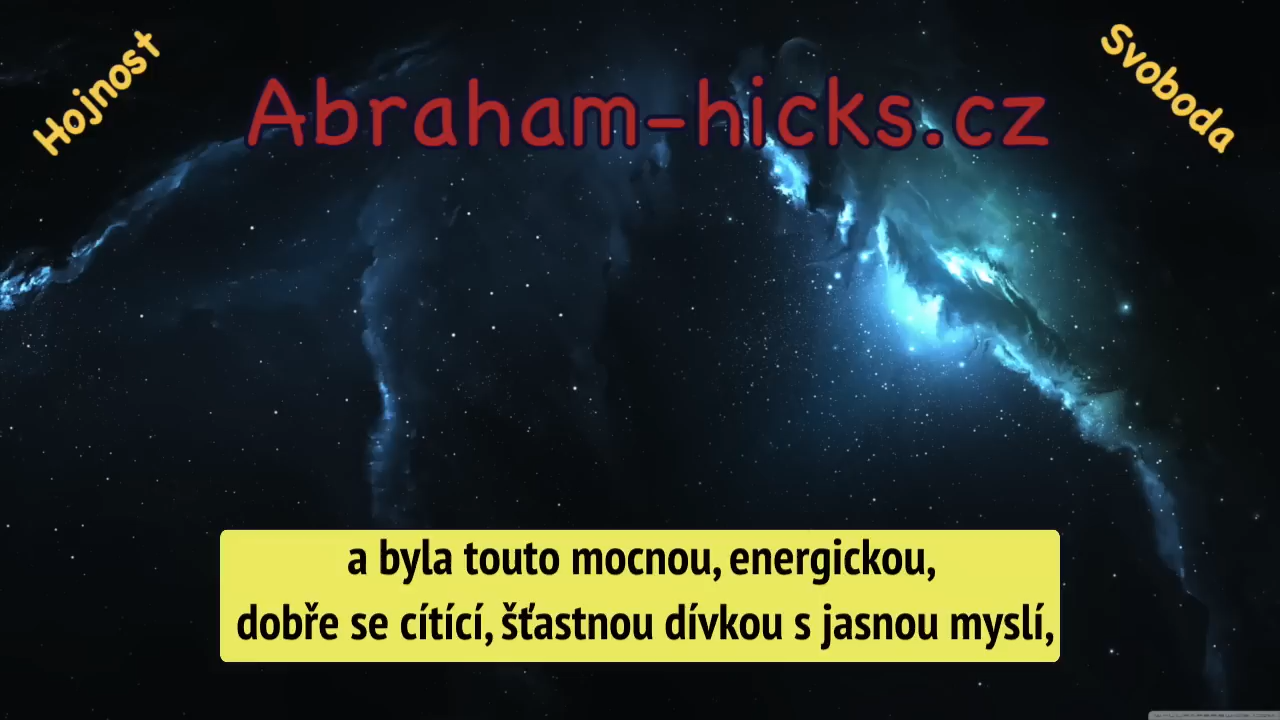 Hojnost
Svoboda
Abraham-hicks.cz
a byla touto mocnou, energickou,
dobře se cítící, šťastnou dívkou s jasnou myslí,